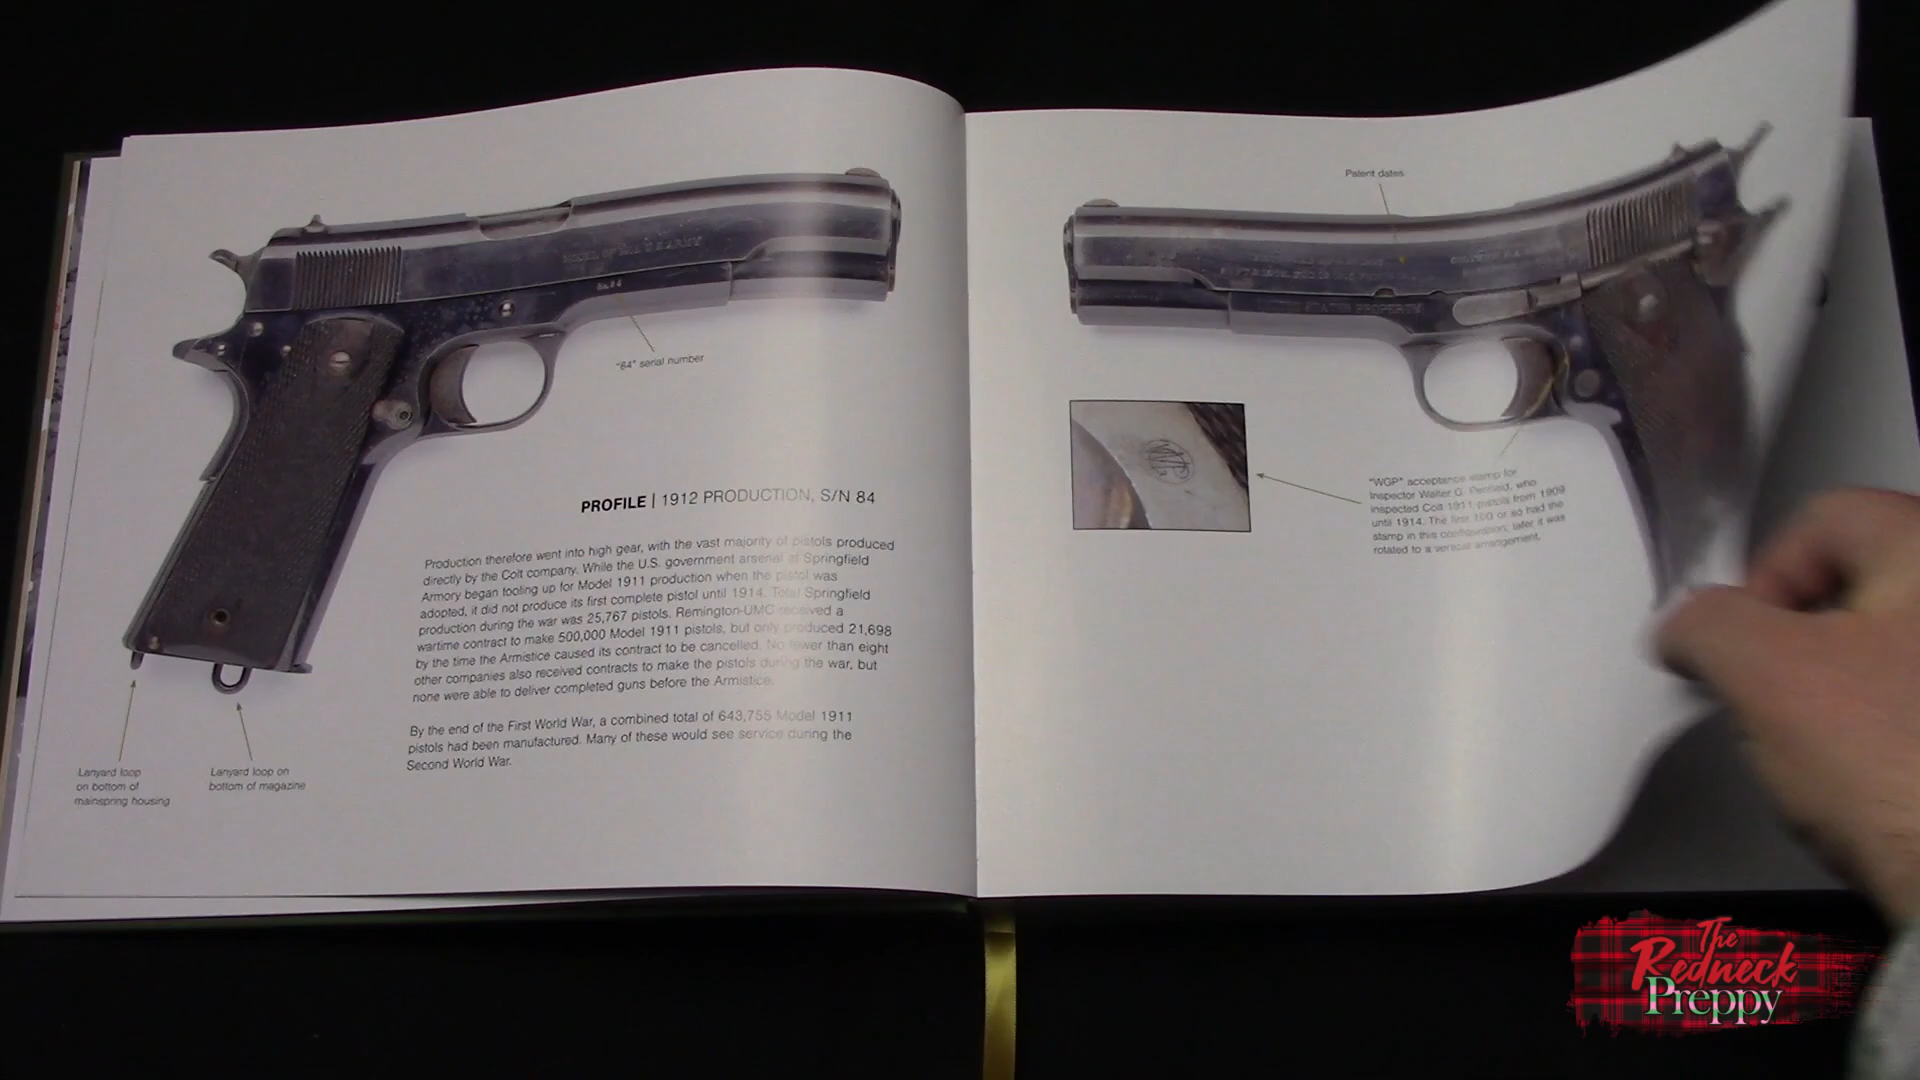 MODEL OF 1911 U.S.ARMY
No. 84
"84" serial number
PROFILE | 1912 PRODUCTION, S/N 84
Production therefore went into high gear, with the vast majority of pistols produced
directly by the Colt company. While the U.S. government arsenal at Springfield
Armory began tooling up for Model 1911 production when the pistol was
adopted, it did not produce its first complete pistol until 1914. Total Springfield
production during the war was 25,767 pistols. Remington-UMC received a
wartime contract to make 500,000 Model 1911 pistols, but only produced 21,698
by the time the Armistice caused its contract to be cancelled. No fewer than eight
other companies also received contracts to make the pistols during the war, but
none were able to deliver completed guns before the Armistice.
By the end of the First World War, a combined total of 643,755 Model 1911
pistols had been manufactured. Many of these would see service during the
Second World War.
Lanyard loop
on bottom of
mainspring housing
Lanyard loop on
bottom of magazine
Patent dates
STATES PROPERTY
"WGP" acceptance stamp for
Inspector Walter G. Penfield, who
inspected Colt 1911 pistols from 1909
until 1914. The first 100 or so had the
stamp in this configuration; later it was
rotated to a vertical arrangement.
The
Redneck
Preppy